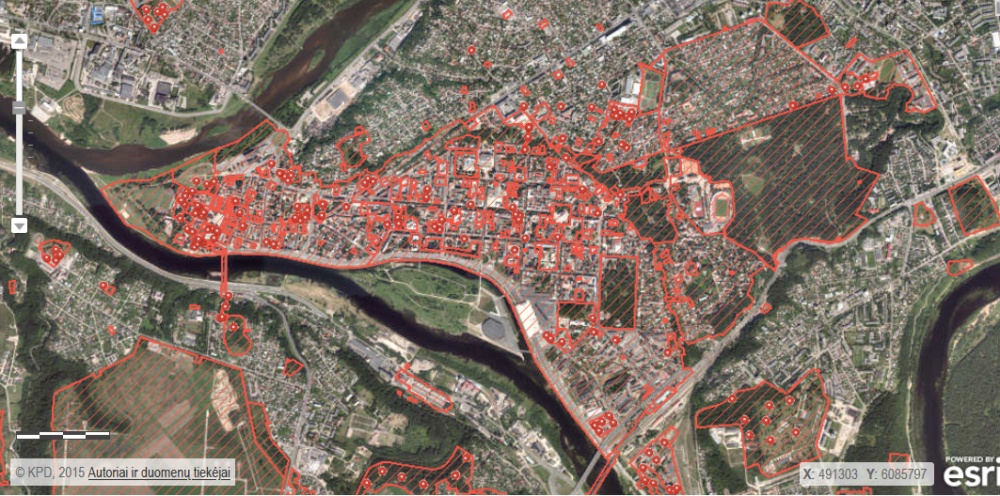 © KPD, 2015 Autoriai ir duomenų tiekėjai
X: 491303 Y: 6085797
POWERED BY
esri